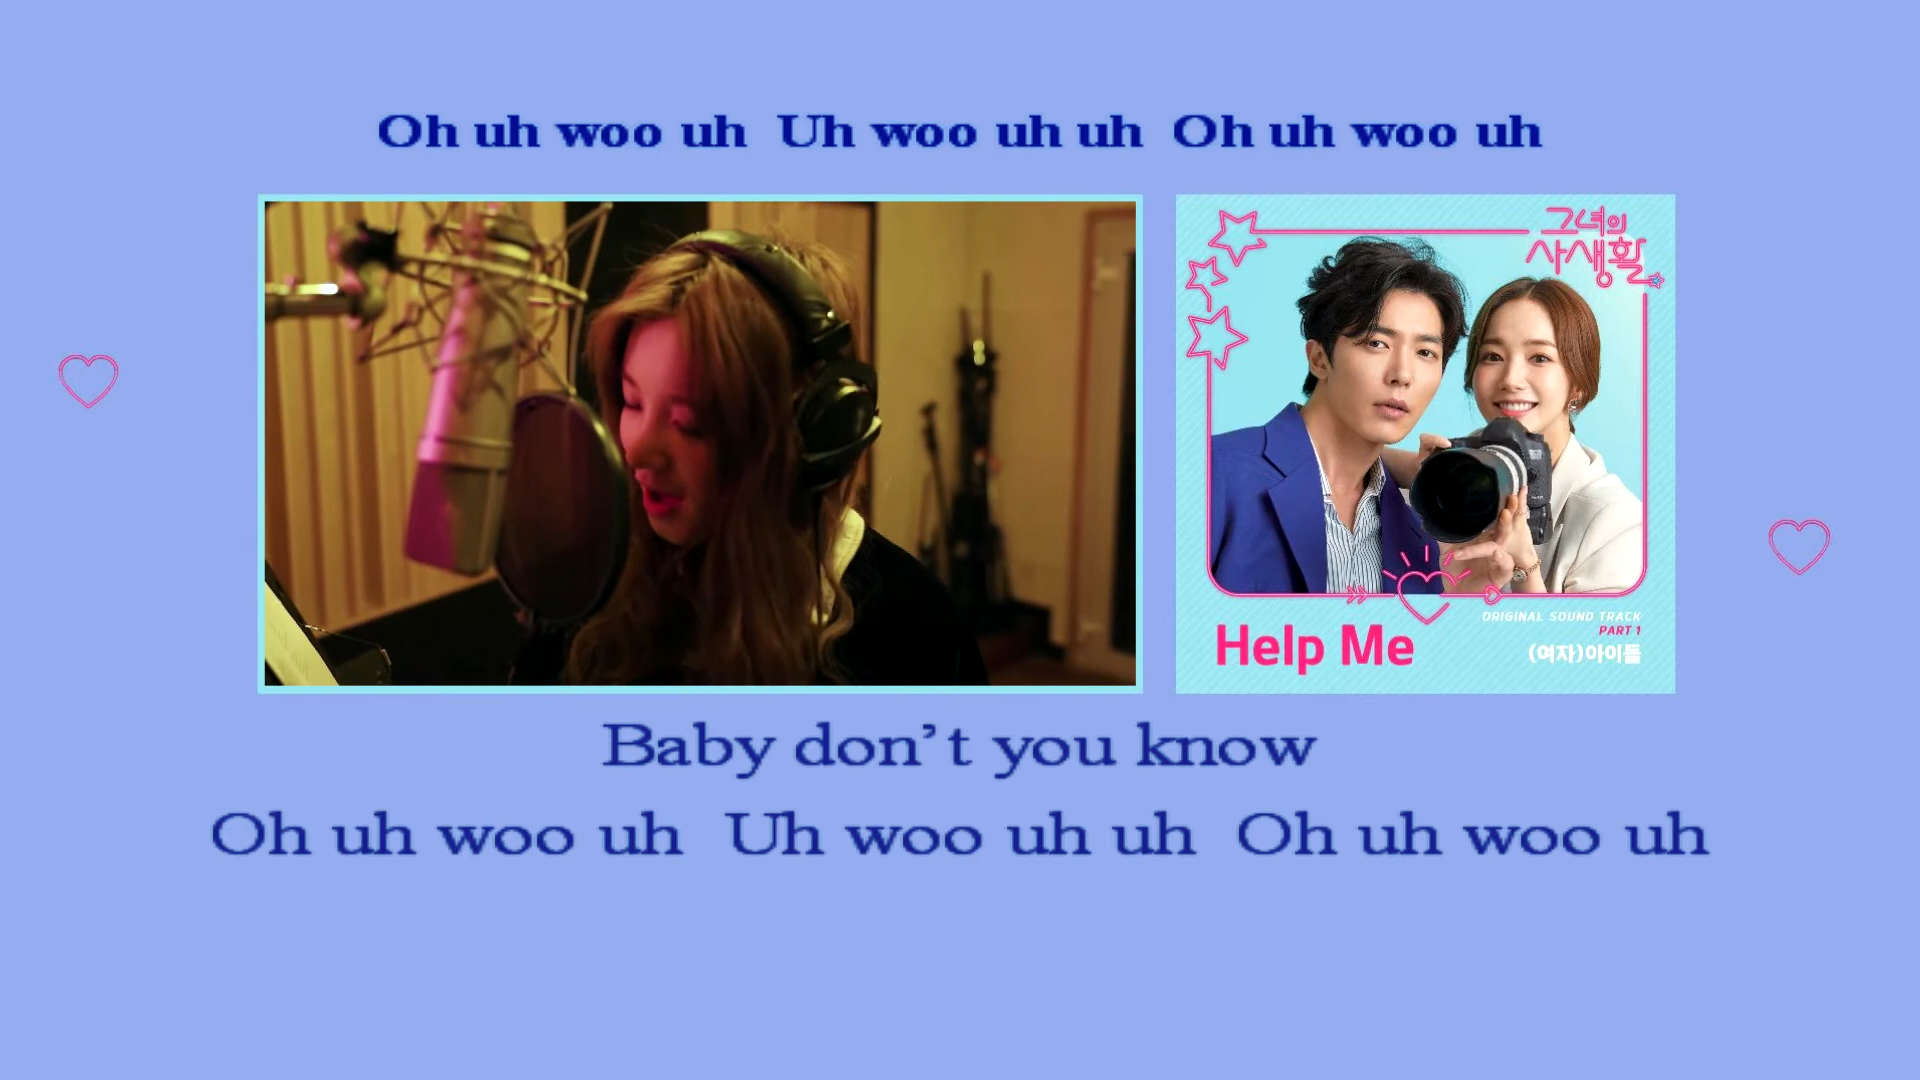 Oh uh woo uh Uh woo uh uh Oh uh woo uh
그녀의
사생활
ORIGINAL SOUND TRACK
PART 1
Help Me
(여자)아이들
Baby don't you know
Oh uh woo uh Uh woo uh uh Oh uh woo uh